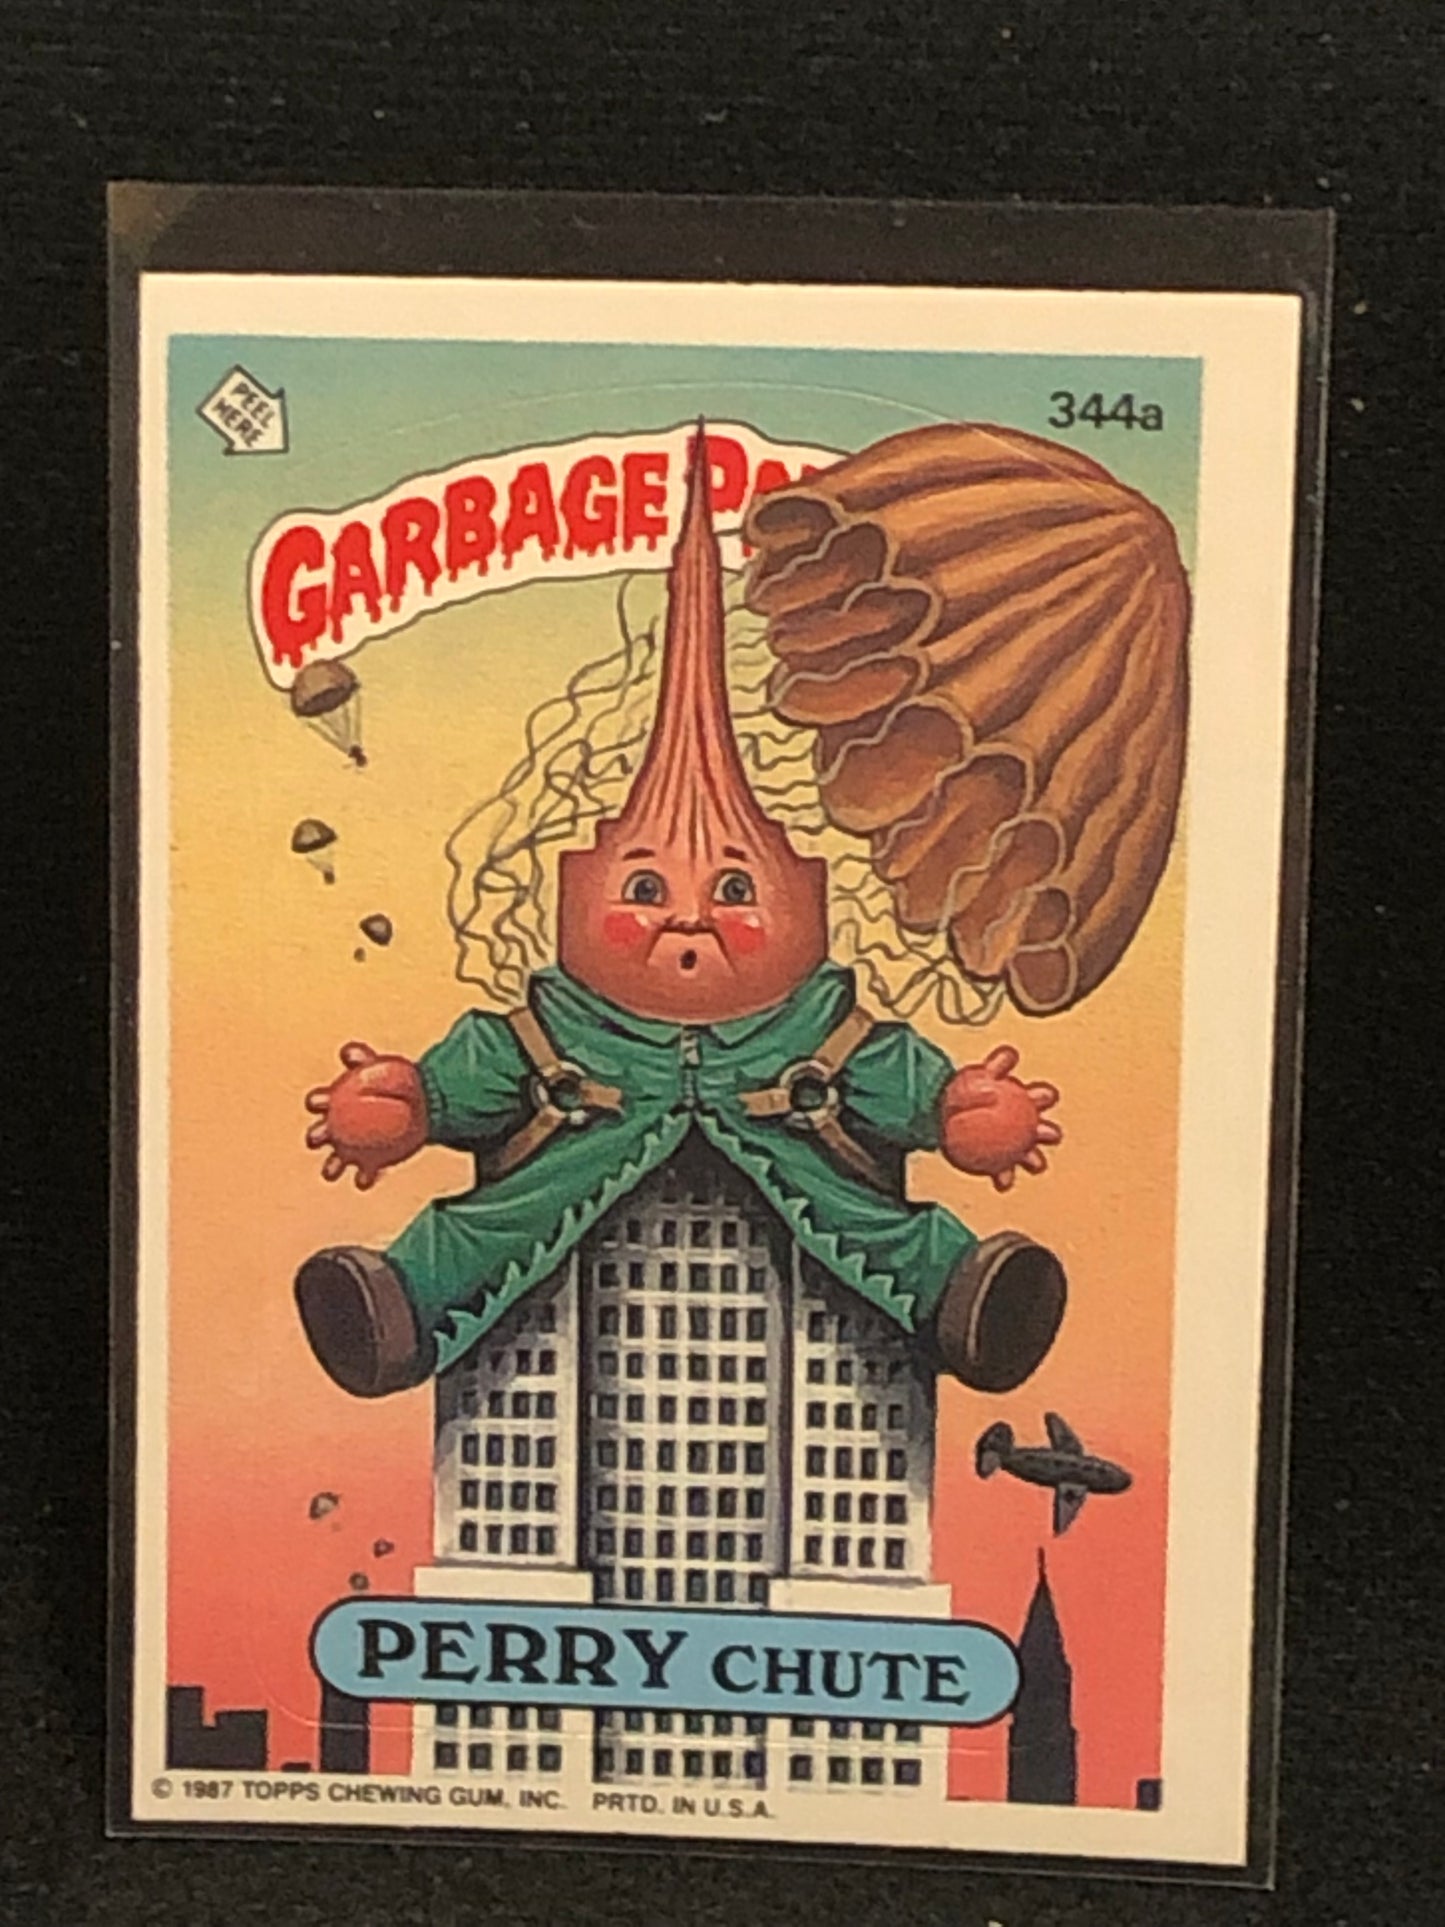 PEEL
HERE
344a
GARBAGE PA
PERRY CHUTE
© 1987 TOPPS CHEWING GUM, INC. PRTD. IN U.S.A.